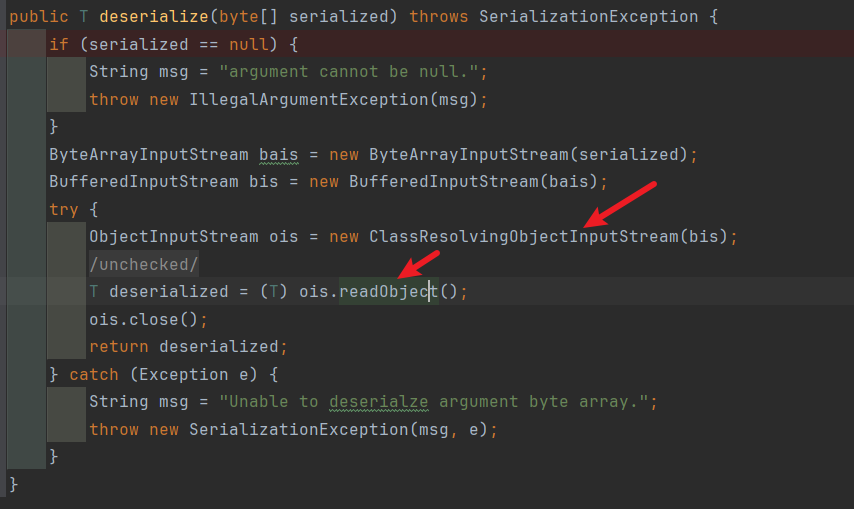 public T deserialize(byte[] serialized) throws SerializationException {
if (serialized == null) {
String msg = "argument cannot be null.";
throw new IllegalArgumentException(msg);
}
ByteArrayInputStream bais = new ByteArrayInputStream(serialized);
BufferedInputStream bis = new BufferedInputStream(bais);
try {
ObjectInputStream ois = new ClassResolvingObjectInputStream(bis);
/unchecked/
T deserialized = (T) ois.readObject();
ois.close();
return deserialized;
} catch (Exception e) {
String msg = "Unable to deserialze argument byte array.";
throw new SerializationException(msg, e);
}
}